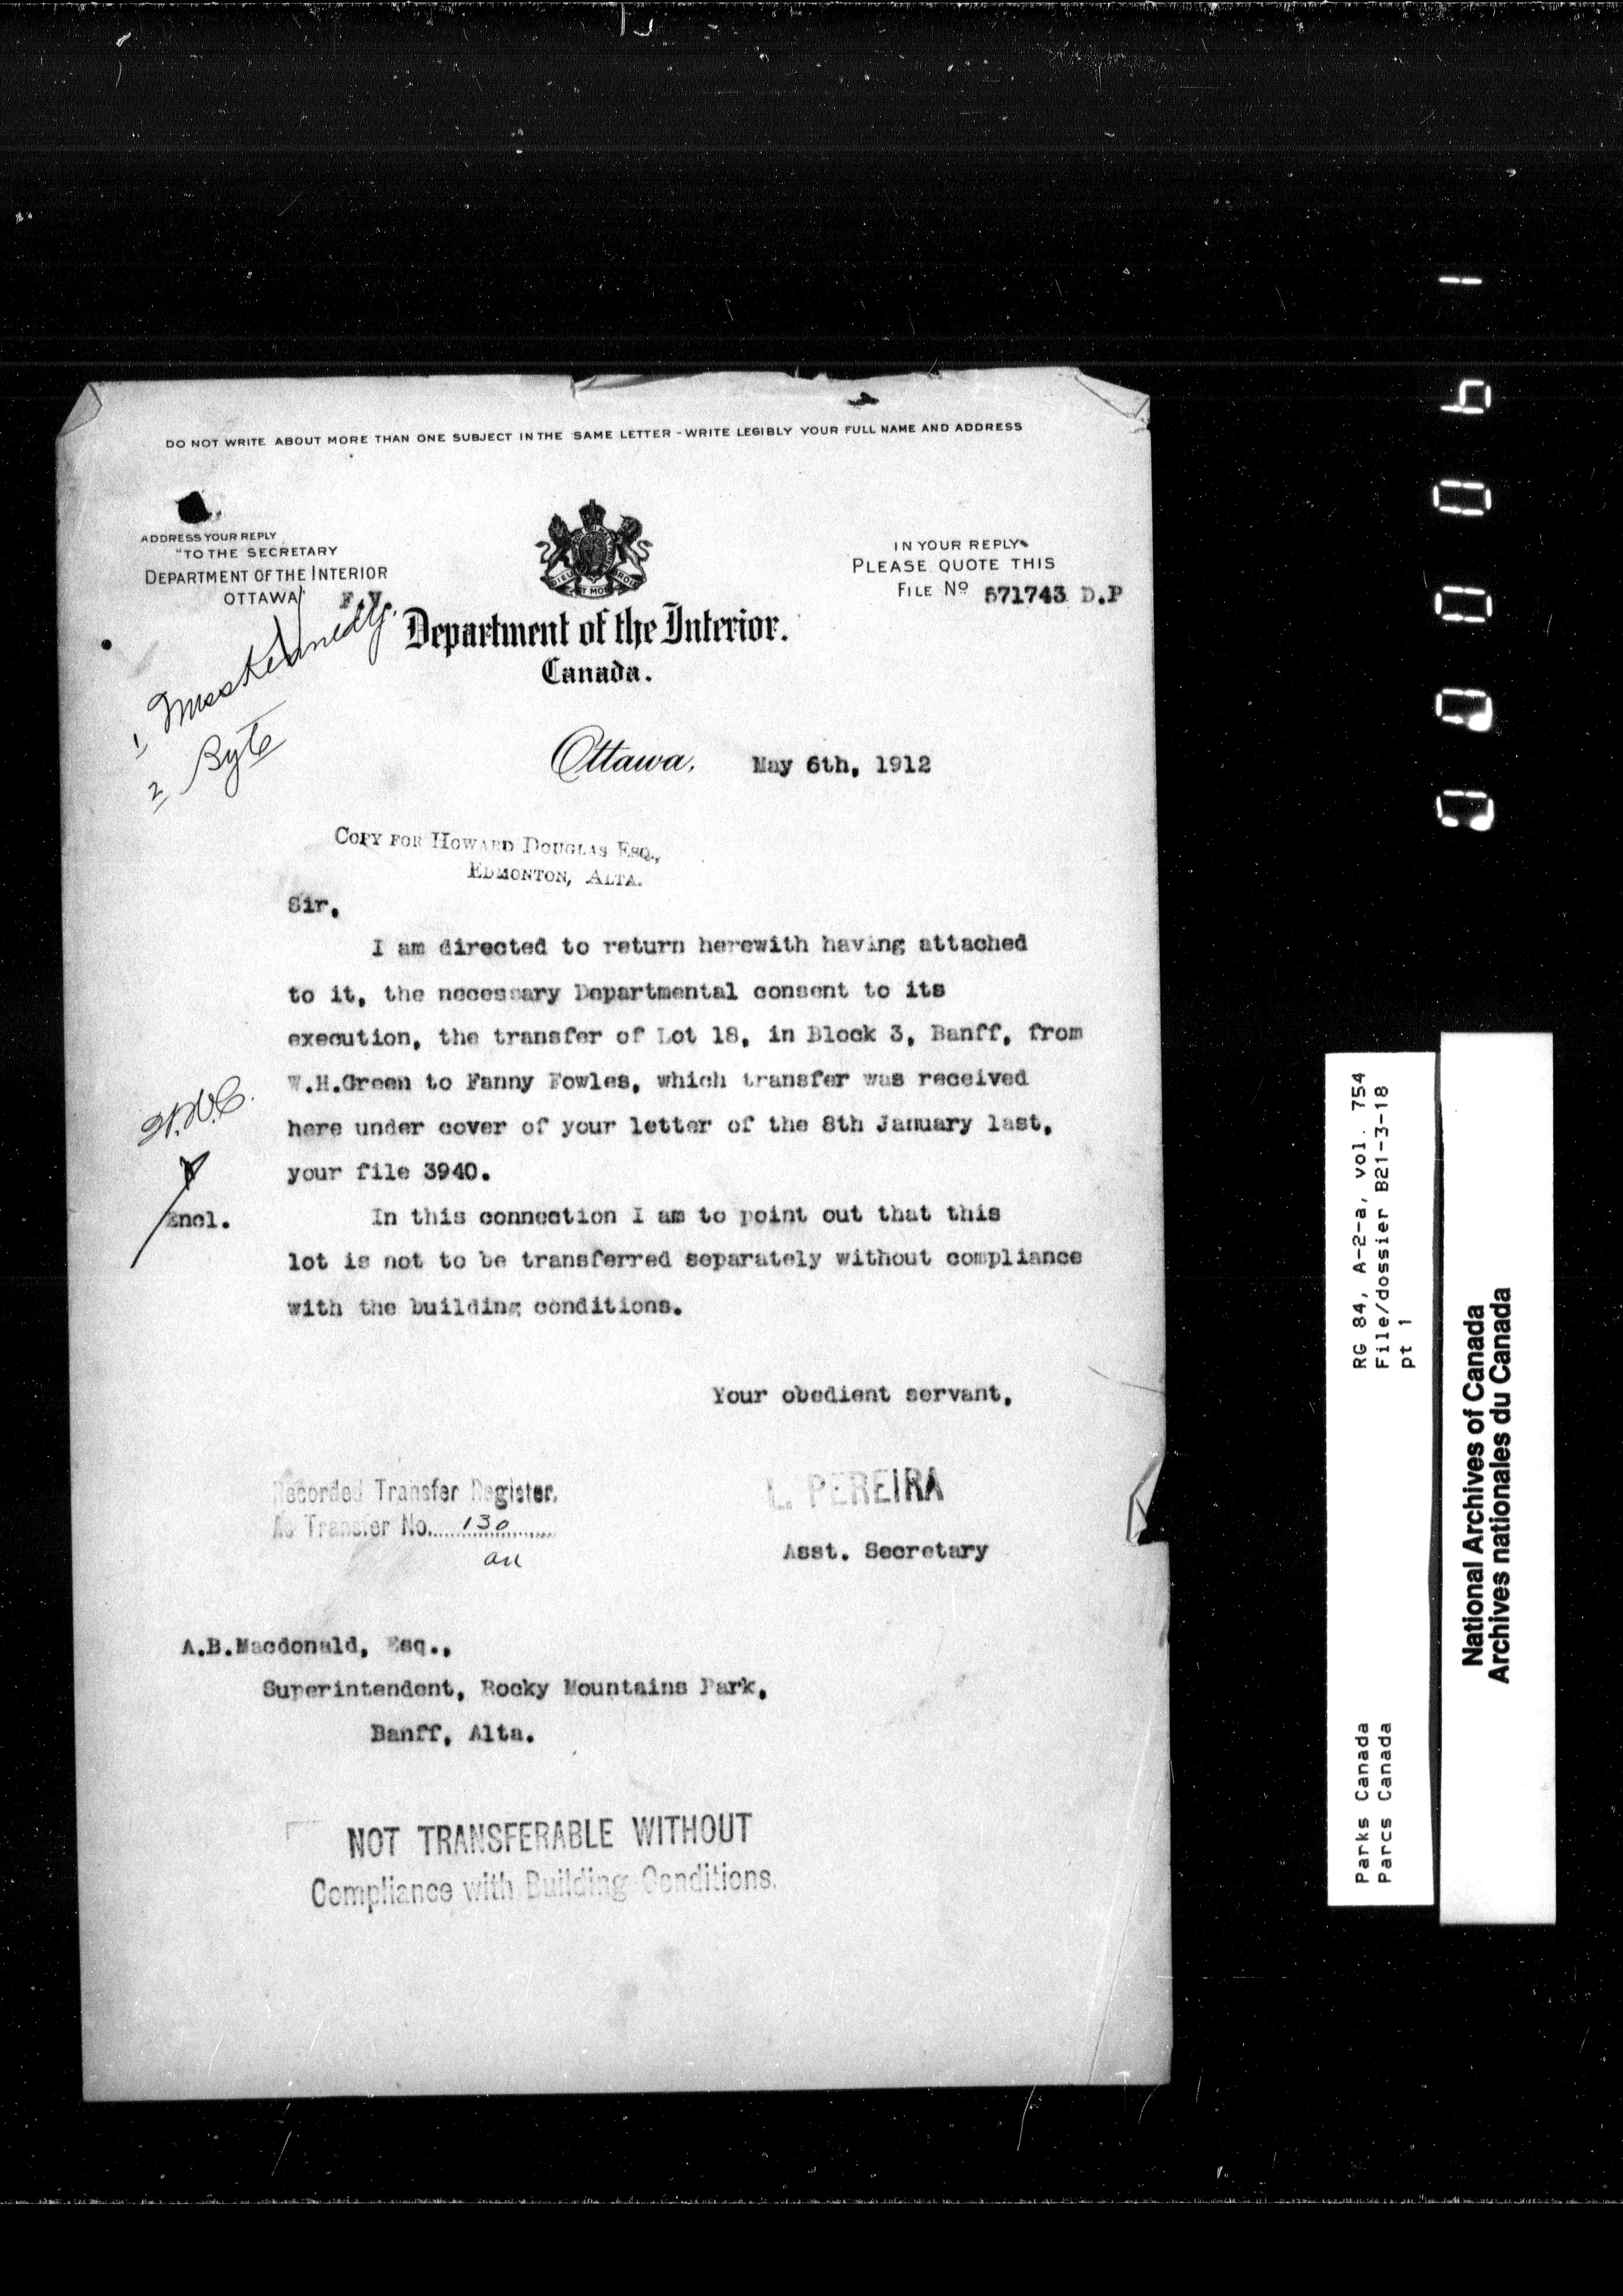 DO NOT WRITE ABOUT MORE THAN ONE SUBJECT IN THE SAME LETTER - WRITE LEGIBLY YOUR FULL NAME AND ADDRESS
ADDRESS YOUR REPLY
"TO THE SECRETARY
DEPARTMENT OF THE INTERIOR
OTTAWA
IN YOUR REPLY
PLEASE QUOTE THIS
FILE No 571743 D.P
Department of the Interior.
Canada.
1 Miss Kennedy.
2
Ottawa, May 6th, 1912
COPY FOR HOWARD DOUGLAS ESQ.,
EDMONTON, ALTA.
Sir,
I am directed to return herewith having attached
to it, the necessary Departmental consent to its
execution, the transfer of Lot 18, in Block 3, Banff, from
W.H.Green to Fanny Fowles, which transfer was received
here under cover of your letter of the 8th January last,
your file 3940.
Encl.
In this connection I am to point out that this
lot is not to be transferred separately without compliance
with the building conditions.
Your obedient servant,
Recorded Transfer Register.
As Transfer No. 130
L. PEREIRA
Asst. Secretary
A.B.Macdonald, Esq.,
Superintendent, Rocky Mountains Park,
Banff, Alta.
NOT TRANSFERABLE WITHOUT
Compliance with Building Conditions.
Parks Canada
Parcs Canada
RG 84, A-2-a, vol. 754
File/dossier B21-3-18
pt 1
National Archives of Canada
Archives nationales du Canada